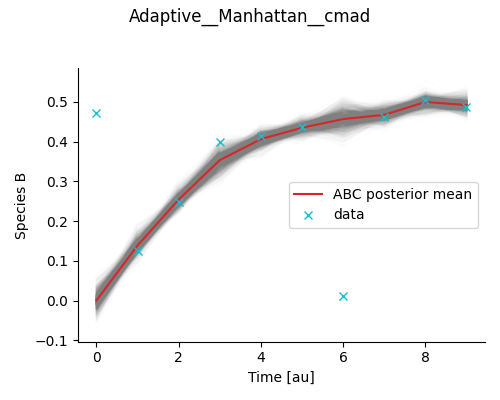 Adaptive__Manhattan__cmad
Species B
0.5
0.4
0.3
0.2
0.1
0.0
−0.1
ABC posterior mean
data
0 2 4 6 8
Time [au]